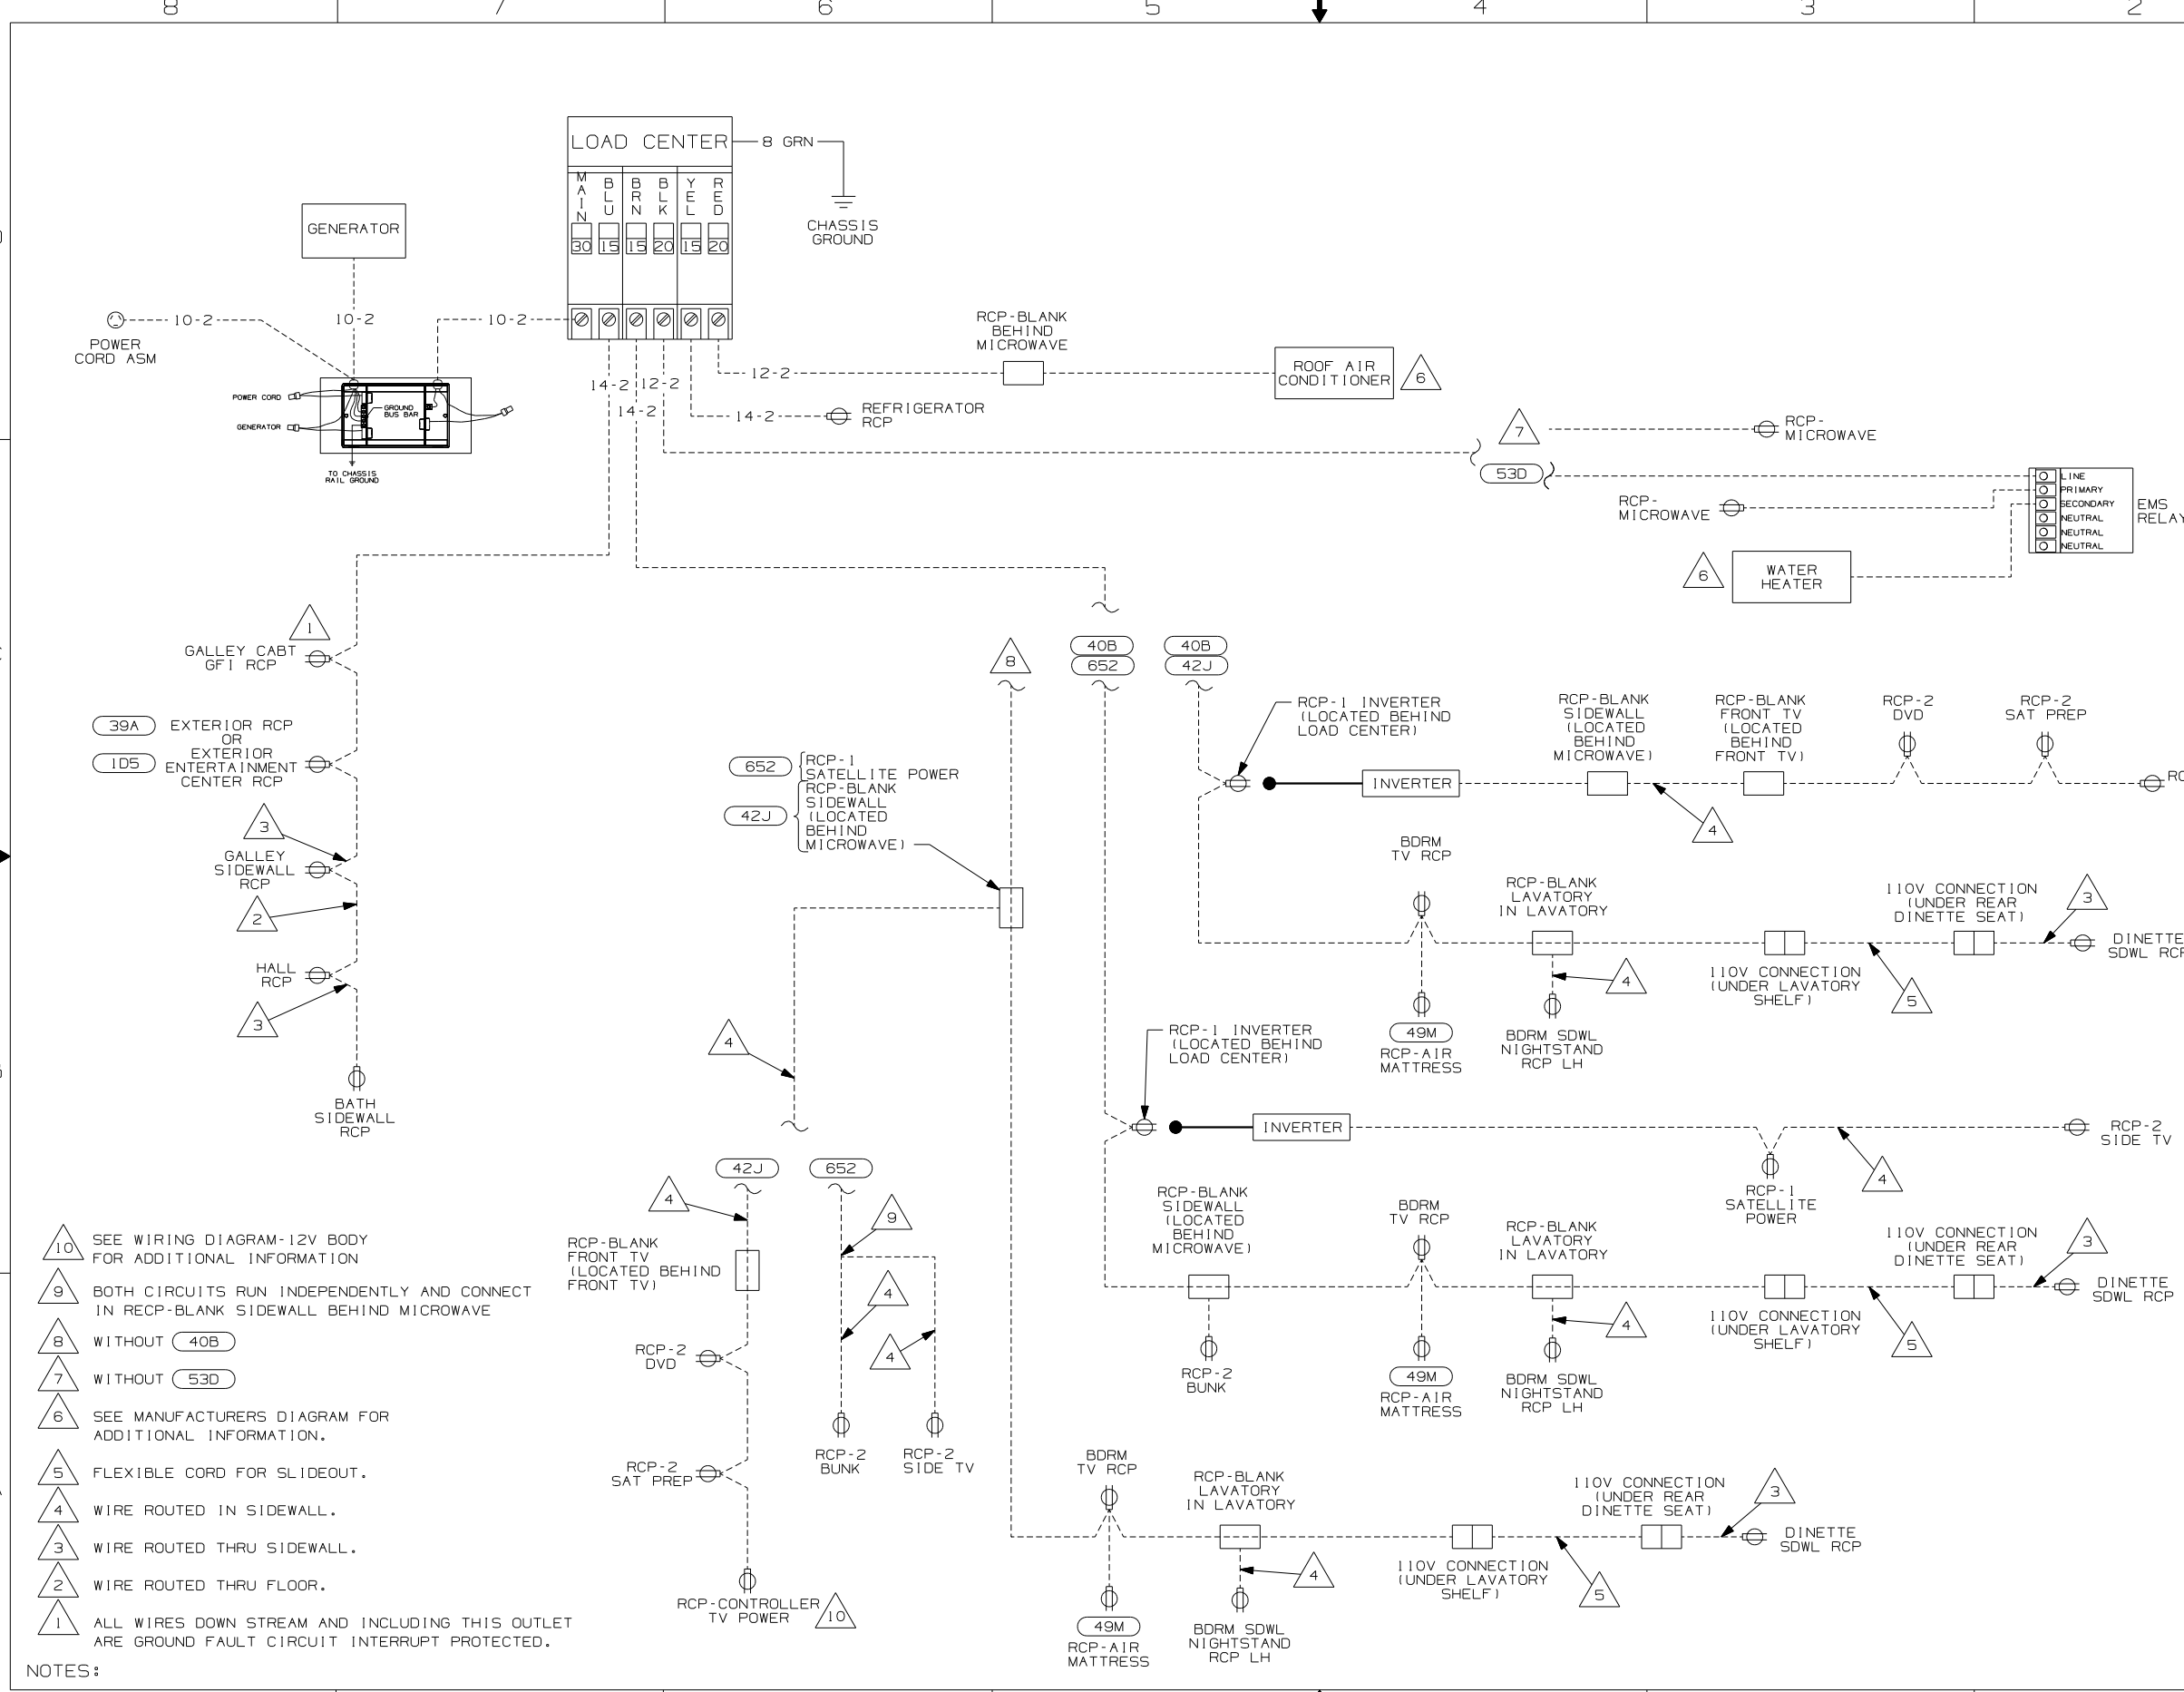 8 7 6 5 4 3 2
LOAD CENTER
8 GRN
MAIN BLU BRN BLK YEL RED
30 15 15 20 15 20
CHASSIS
GROUND
GENERATOR
10-2
10-2
10-2
POWER
CORD ASM
POWER CORD
GENERATOR
GROUND
BUS BAR
TO CHASSIS
RAIL GROUND
14-2
12-2
14-2
12-2
14-2
RCP-BLANK
BEHIND
MICROWAVE
ROOF AIR
CONDITIONER
6
REFRIGERATOR
RCP
7
RCP-
MICROWAVE
53D
RCP-
MICROWAVE
LINE
PRIMARY
SECONDARY
NEUTRAL
NEUTRAL
NEUTRAL
EMS
RELAY
6
WATER
HEATER
1
GALLEY CABT
GFI RCP
39A
EXTERIOR RCP
OR
1D5
EXTERIOR
ENTERTAINMENT
CENTER RCP
3
GALLEY
SIDEWALL
RCP
2
HALL
RCP
3
BATH
SIDEWALL
RCP
652
RCP-1
SATELLITE POWER
42J
RCP-BLANK
SIDEWALL
(LOCATED
BEHIND
MICROWAVE)
8
40B
652
40B
42J
RCP-1 INVERTER
(LOCATED BEHIND
LOAD CENTER)
INVERTER
RCP-BLANK
SIDEWALL
(LOCATED
BEHIND
MICROWAVE)
4
RCP-BLANK
FRONT TV
(LOCATED
BEHIND
FRONT TV)
RCP-2
DVD
RCP-2
SAT PREP
BDRM
TV RCP
49M
RCP-AIR
MATTRESS
RCP-BLANK
LAVATORY
IN LAVATORY
4
BDRM SDWL
NIGHTSTAND
RCP LH
110V CONNECTION
(UNDER LAVATORY
SHELF)
5
110V CONNECTION
(UNDER REAR
DINETTE SEAT)
3
DINETTE
SDWL RCP
4
RCP-1 INVERTER
(LOCATED BEHIND
LOAD CENTER)
INVERTER
RCP-1
SATELLITE
POWER
4
RCP-2
SIDE TV
RCP-BLANK
SIDEWALL
(LOCATED
BEHIND
MICROWAVE)
RCP-2
BUNK
BDRM
TV RCP
49M
RCP-AIR
MATTRESS
RCP-BLANK
LAVATORY
IN LAVATORY
4
BDRM SDWL
NIGHTSTAND
RCP LH
110V CONNECTION
(UNDER LAVATORY
SHELF)
5
110V CONNECTION
(UNDER REAR
DINETTE SEAT)
3
DINETTE
SDWL RCP
42J
4
RCP-BLANK
FRONT TV
(LOCATED BEHIND
FRONT TV)
RCP-2
DVD
RCP-2
SAT PREP
RCP-CONTROLLER
TV POWER
10
652
9
4
4
RCP-2
BUNK
RCP-2
SIDE TV
BDRM
TV RCP
49M
RCP-AIR
MATTRESS
RCP-BLANK
LAVATORY
IN LAVATORY
4
BDRM SDWL
NIGHTSTAND
RCP LH
110V CONNECTION
(UNDER LAVATORY
SHELF)
5
110V CONNECTION
(UNDER REAR
DINETTE SEAT)
3
DINETTE
SDWL RCP
10 SEE WIRING DIAGRAM-12V BODY
FOR ADDITIONAL INFORMATION
9 BOTH CIRCUITS RUN INDEPENDENTLY AND CONNECT
IN RECP-BLANK SIDEWALL BEHIND MICROWAVE
8 WITHOUT 40B
7 WITHOUT 53D
6 SEE MANUFACTURERS DIAGRAM FOR
ADDITIONAL INFORMATION.
5 FLEXIBLE CORD FOR SLIDEOUT.
4 WIRE ROUTED IN SIDEWALL.
3 WIRE ROUTED THRU SIDEWALL.
2 WIRE ROUTED THRU FLOOR.
1 ALL WIRES DOWN STREAM AND INCLUDING THIS OUTLET
ARE GROUND FAULT CIRCUIT INTERRUPT PROTECTED.
NOTES: